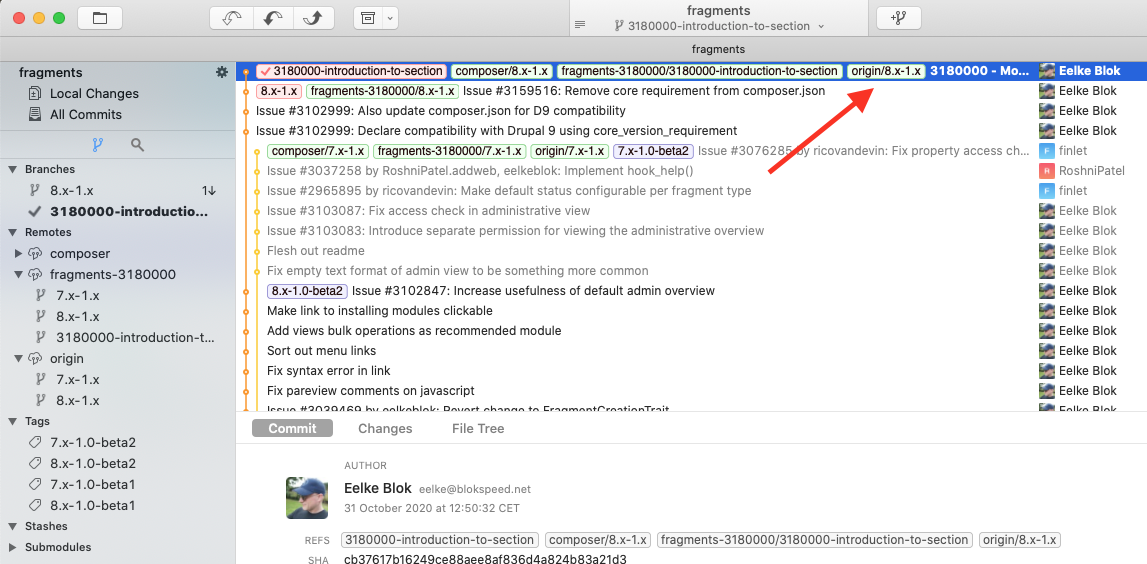 fragments
3180000-introduction-to-section
fragments
fragments
Local Changes
All Commits
Branches
8.x-1.x 1↓
3180000-introductio...
Remotes
composer
fragments-3180000
7.x-1.x
8.x-1.x
3180000-introduction-t...
origin
7.x-1.x
8.x-1.x
Tags
7.x-1.0-beta2
8.x-1.0-beta2
7.x-1.0-beta1
8.x-1.0-beta1
Stashes
Submodules
3180000-introduction-to-section composer/8.x-1.x fragments-3180000/3180000-introduction-to-section origin/8.x-1.x 3180000 - Mo... Eelke Blok
8.x-1.x fragments-3180000/8.x-1.x Issue #3159516: Remove core requirement from composer.json Eelke Blok
Issue #3102999: Also update composer.json for D9 compatibility Eelke Blok
Issue #3102999: Declare compatibility with Drupal 9 using core_version_requirement Eelke Blok
composer/7.x-1.x fragments-3180000/7.x-1.x origin/7.x-1.x 7.x-1.0-beta2 Issue #3076285 by ricovandevin: Fix property access ch... F finlet
Issue #3037258 by RoshniPatel.addweb, eelkeblok: Implement hook_help() R RoshniPatel
Issue #2965895 by ricovandevin: Make default status configurable per fragment type F finlet
Issue #3103087: Fix access check in administrative view Eelke Blok
Issue #3103083: Introduce separate permission for viewing the administrative overview Eelke Blok
Flesh out readme Eelke Blok
Fix empty text format of admin view to be something more common Eelke Blok
8.x-1.0-beta2 Issue #3102847: Increase usefulness of default admin overview Eelke Blok
Make link to installing modules clickable Eelke Blok
Add views bulk operations as recommended module Eelke Blok
Sort out menu links Eelke Blok
Fix syntax error in link Eelke Blok
Fix pareview comments on javascript Eelke Blok
Issue #3039469 by eelkeblok: Revert change to FragmentCreationTrait Eelke Blok
Commit Changes File Tree
AUTHOR
Eelke Blok eelke@blokspeed.net
31 October 2020 at 12:50:32 CET
REFS 3180000-introduction-to-section composer/8.x-1.x fragments-3180000/3180000-introduction-to-section origin/8.x-1.x
SHA cb37617b16249ce88aee8af836d4a824b83a21d3